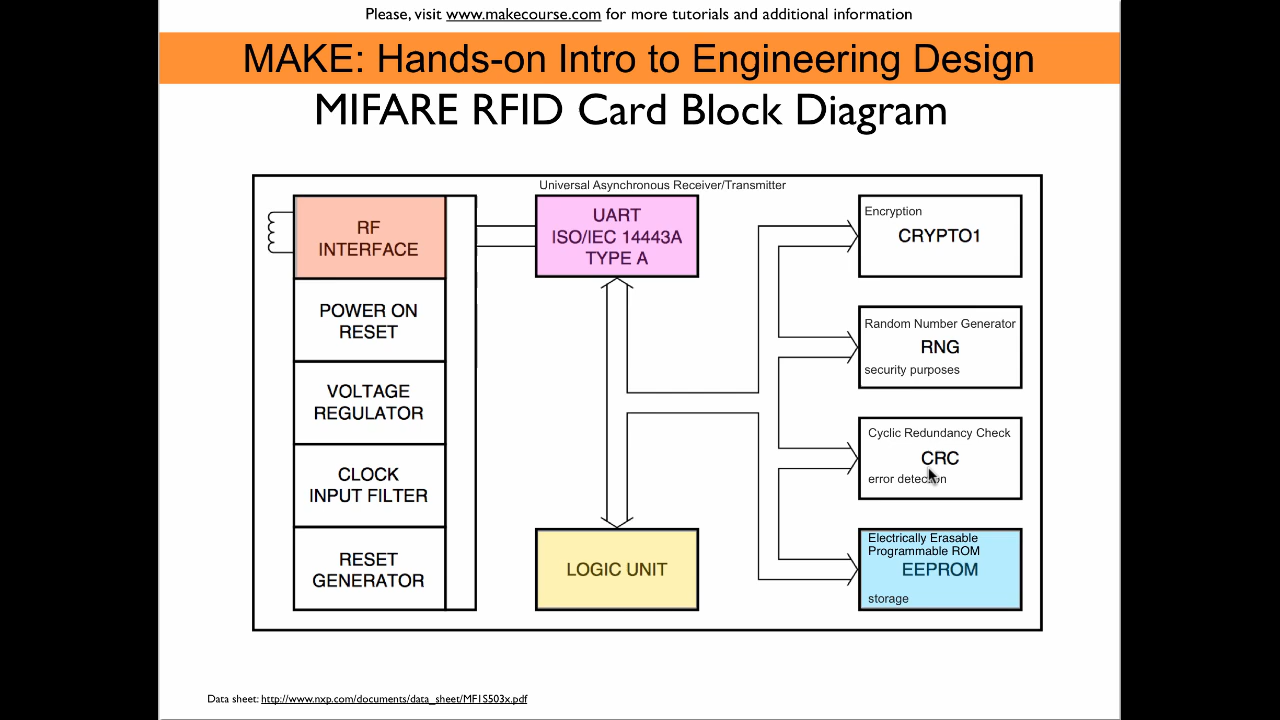 Please, visit www.makecourse.com for more tutorials and additional information
MAKE: Hands-on Intro to Engineering Design
MIFARE RFID Card Block Diagram
Universal Asynchronous Receiver/Transmitter
RF
INTERFACE
POWER ON
RESET
VOLTAGE
REGULATOR
CLOCK
INPUT FILTER
RESET
GENERATOR
UART
ISO/IEC 14443A
TYPE A
LOGIC UNIT
Encryption
CRYPTO1
Random Number Generator
RNG
security purposes
Cyclic Redundancy Check
CRC
error detection
Electrically Erasable
Programmable ROM
EEPROM
storage
Data sheet: http://www.nxp.com/documents/data_sheet/MF1S503x.pdf